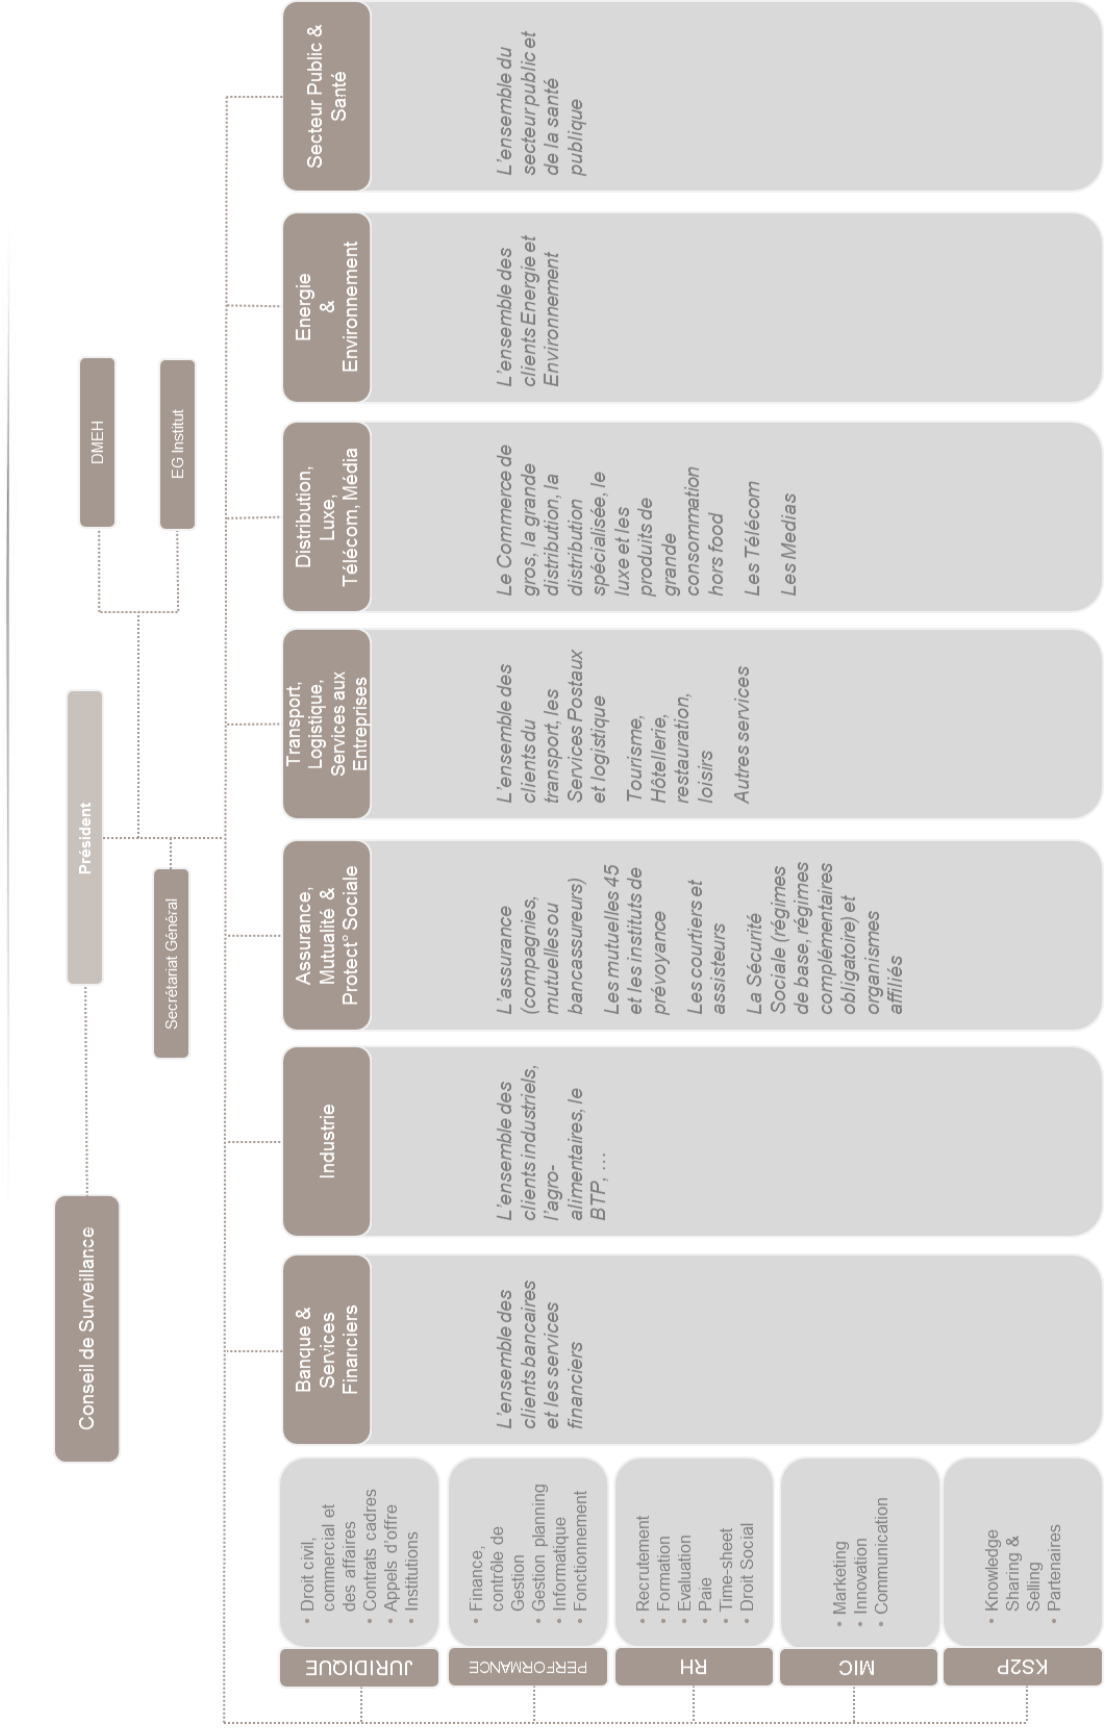 Conseil de Surveillance
Président
Secrétariat Général
DMEH
EG Institut
JURIDIQUE
• Droit civil,
commercial et
des affaires
• Contrats cadres
• Appels d'offre
• Institutions
PERFORMANCE
• Finance,
contrôle de
Gestion
• Gestion planning
• Informatique
• Fonctionnement
RH
• Recrutement
• Formation
• Evaluation
• Paie
• Time-sheet
• Droit Social
MIC
• Marketing
• Innovation
• Communication
KS2P
• Knowledge
Sharing &
Selling
• Partenaires
Banque &
Services
Financiers
L'ensemble des
clients bancaires
et les services
financiers
Industrie
L'ensemble des
clients industriels,
l'agro-
alimentaires, le
BTP, …
Assurance,
Mutualité &
Protect° Sociale
L'assurance
(compagnies,
mutuelles ou
bancassureurs)
Les mutuelles 45
et les instituts de
prévoyance
Les courtiers et
assisteurs
La Sécurité
Sociale (régimes
de base, régimes
complémentaires
obligatoire) et
organismes
affiliés
Transport,
Logistique,
Services aux
Entreprises
L'ensemble des
clients du
transport, les
Services Postaux
et logistique
Tourisme,
Hôtellerie,
restauration,
loisirs
Autres services
Distribution,
Luxe,
Télécom, Média
Le Commerce de
gros, la grande
distribution, la
distribution
spécialisée, le
luxe et les
produits de
grande
consommation
hors food
Les Télécom
Les Medias
Energie
&
Environnement
L'ensemble des
clients Energie et
Environnement
Secteur Public &
Santé
L'ensemble du
secteur public et
de la santé
publique